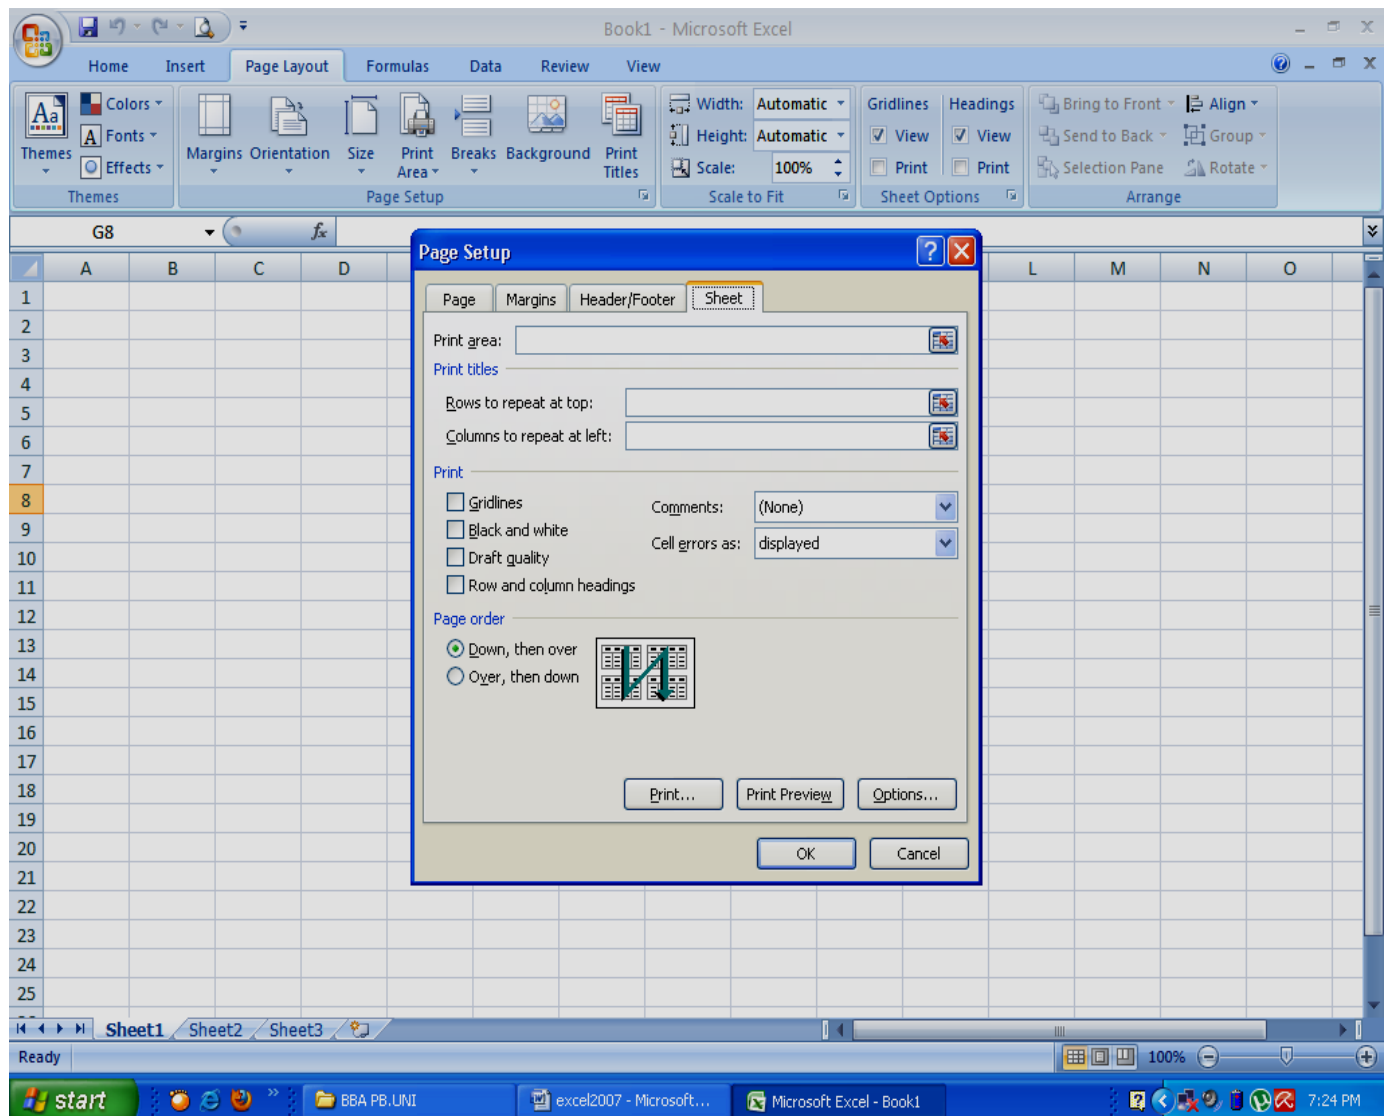 Book1 - Microsoft Excel
Home Insert Page Layout Formulas Data Review View
Aa Colors Width: Automatic Gridlines Headings Bring to Front Align
A Fonts Height: Automatic View View Send to Back Group
Themes Effects Margins Orientation Size Print Area Breaks Background Print Titles Scale: 100% Print Print Selection Pane Rotate
Themes Page Setup Scale to Fit Sheet Options Arrange
G8 fx
A B C D L M N O
Page Setup
Page Margins Header/Footer Sheet
Print area:
Print titles
Rows to repeat at top:
Columns to repeat at left:
Print
Gridlines Comments: (None)
Black and white Cell errors as: displayed
Draft quality
Row and column headings
Page order
Down, then over
Over, then down
Print... Print Preview Options...
OK Cancel
1
2
3
4
5
6
7
8
9
10
11
12
13
14
15
16
17
18
19
20
21
22
23
24
25
Sheet1 Sheet2 Sheet3
Ready 100%
start BBA PB.UNI excel2007 - Microsoft... Microsoft Excel - Book1 7:24 PM